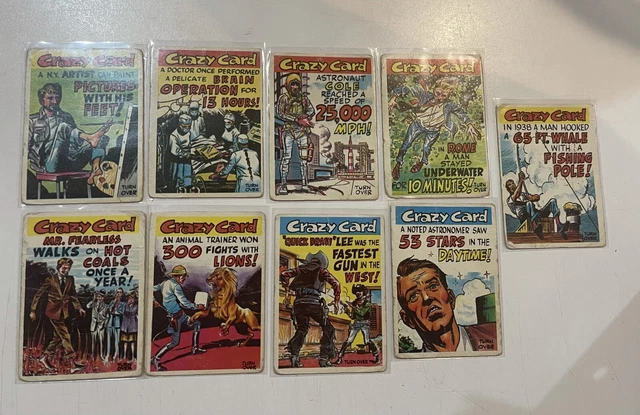 Crazy Card
A N.Y. ARTIST CAN PAINT
PICTURES
WITH HIS
FEET!
TURN
OVER
Crazy Card
A DOCTOR ONCE PERFORMED
A DELICATE BRAIN
OPERATION FOR
13 HOURS!
TURN
OVER
Crazy Card
ASTRONAUT
COLE
REACHED A
SPEED OF
25,000
MPH!
TURN
OVER
Crazy Card
IN ROME
A MAN
STAYED
UNDERWATER
FOR 10 MINUTES!
TURN
OVER
Crazy Card
IN 1938 A MAN HOOKED
A 65 FT. WHALE
WITH A
FISHING
POLE!
TURN
OVER
Crazy Card
MR. FEARLESS
WALKS ON HOT
COALS
ONCE A
YEAR!
TURN
OVER
Crazy Card
AN ANIMAL TRAINER WON
300 FIGHTS WITH
LIONS!
TURN
OVER
Crazy Card
"QUICK DRAW" LEE WAS THE
FASTEST
GUN IN THE
WEST!
TURN OVER
Crazy Card
A NOTED ASTRONOMER SAW
53 STARS IN THE
DAYTIME!
TURN
OVER